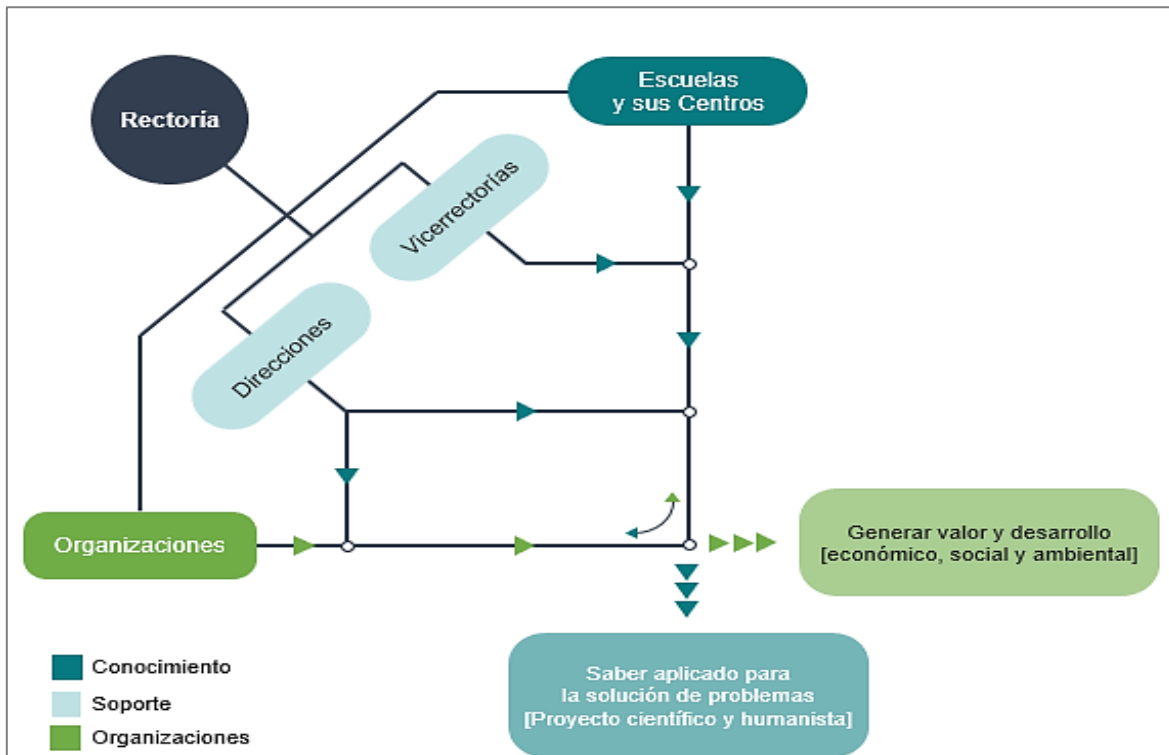 Escuelas
y sus Centros
Rectoría
Vicerrectorías
Direcciones
Organizaciones
Generar valor y desarrollo
[económico, social y ambiental]
Saber aplicado para
la solución de problemas
[Proyecto científico y humanista]
Conocimiento
Soporte
Organizaciones